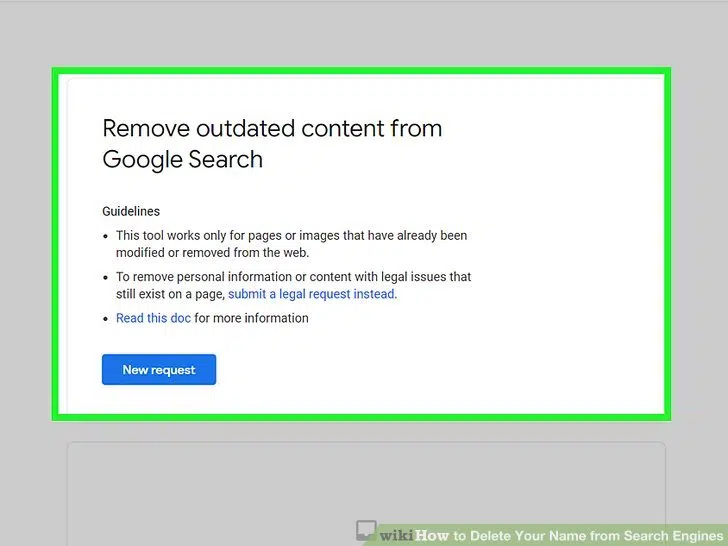 Remove outdated content from
Google Search
Guidelines
• This tool works only for pages or images that have already been
modified or removed from the web.
• To remove personal information or content with legal issues that
still exist on a page, submit a legal request instead.
• Read this doc for more information
New request
wikiHow to Delete Your Name from Search Engines